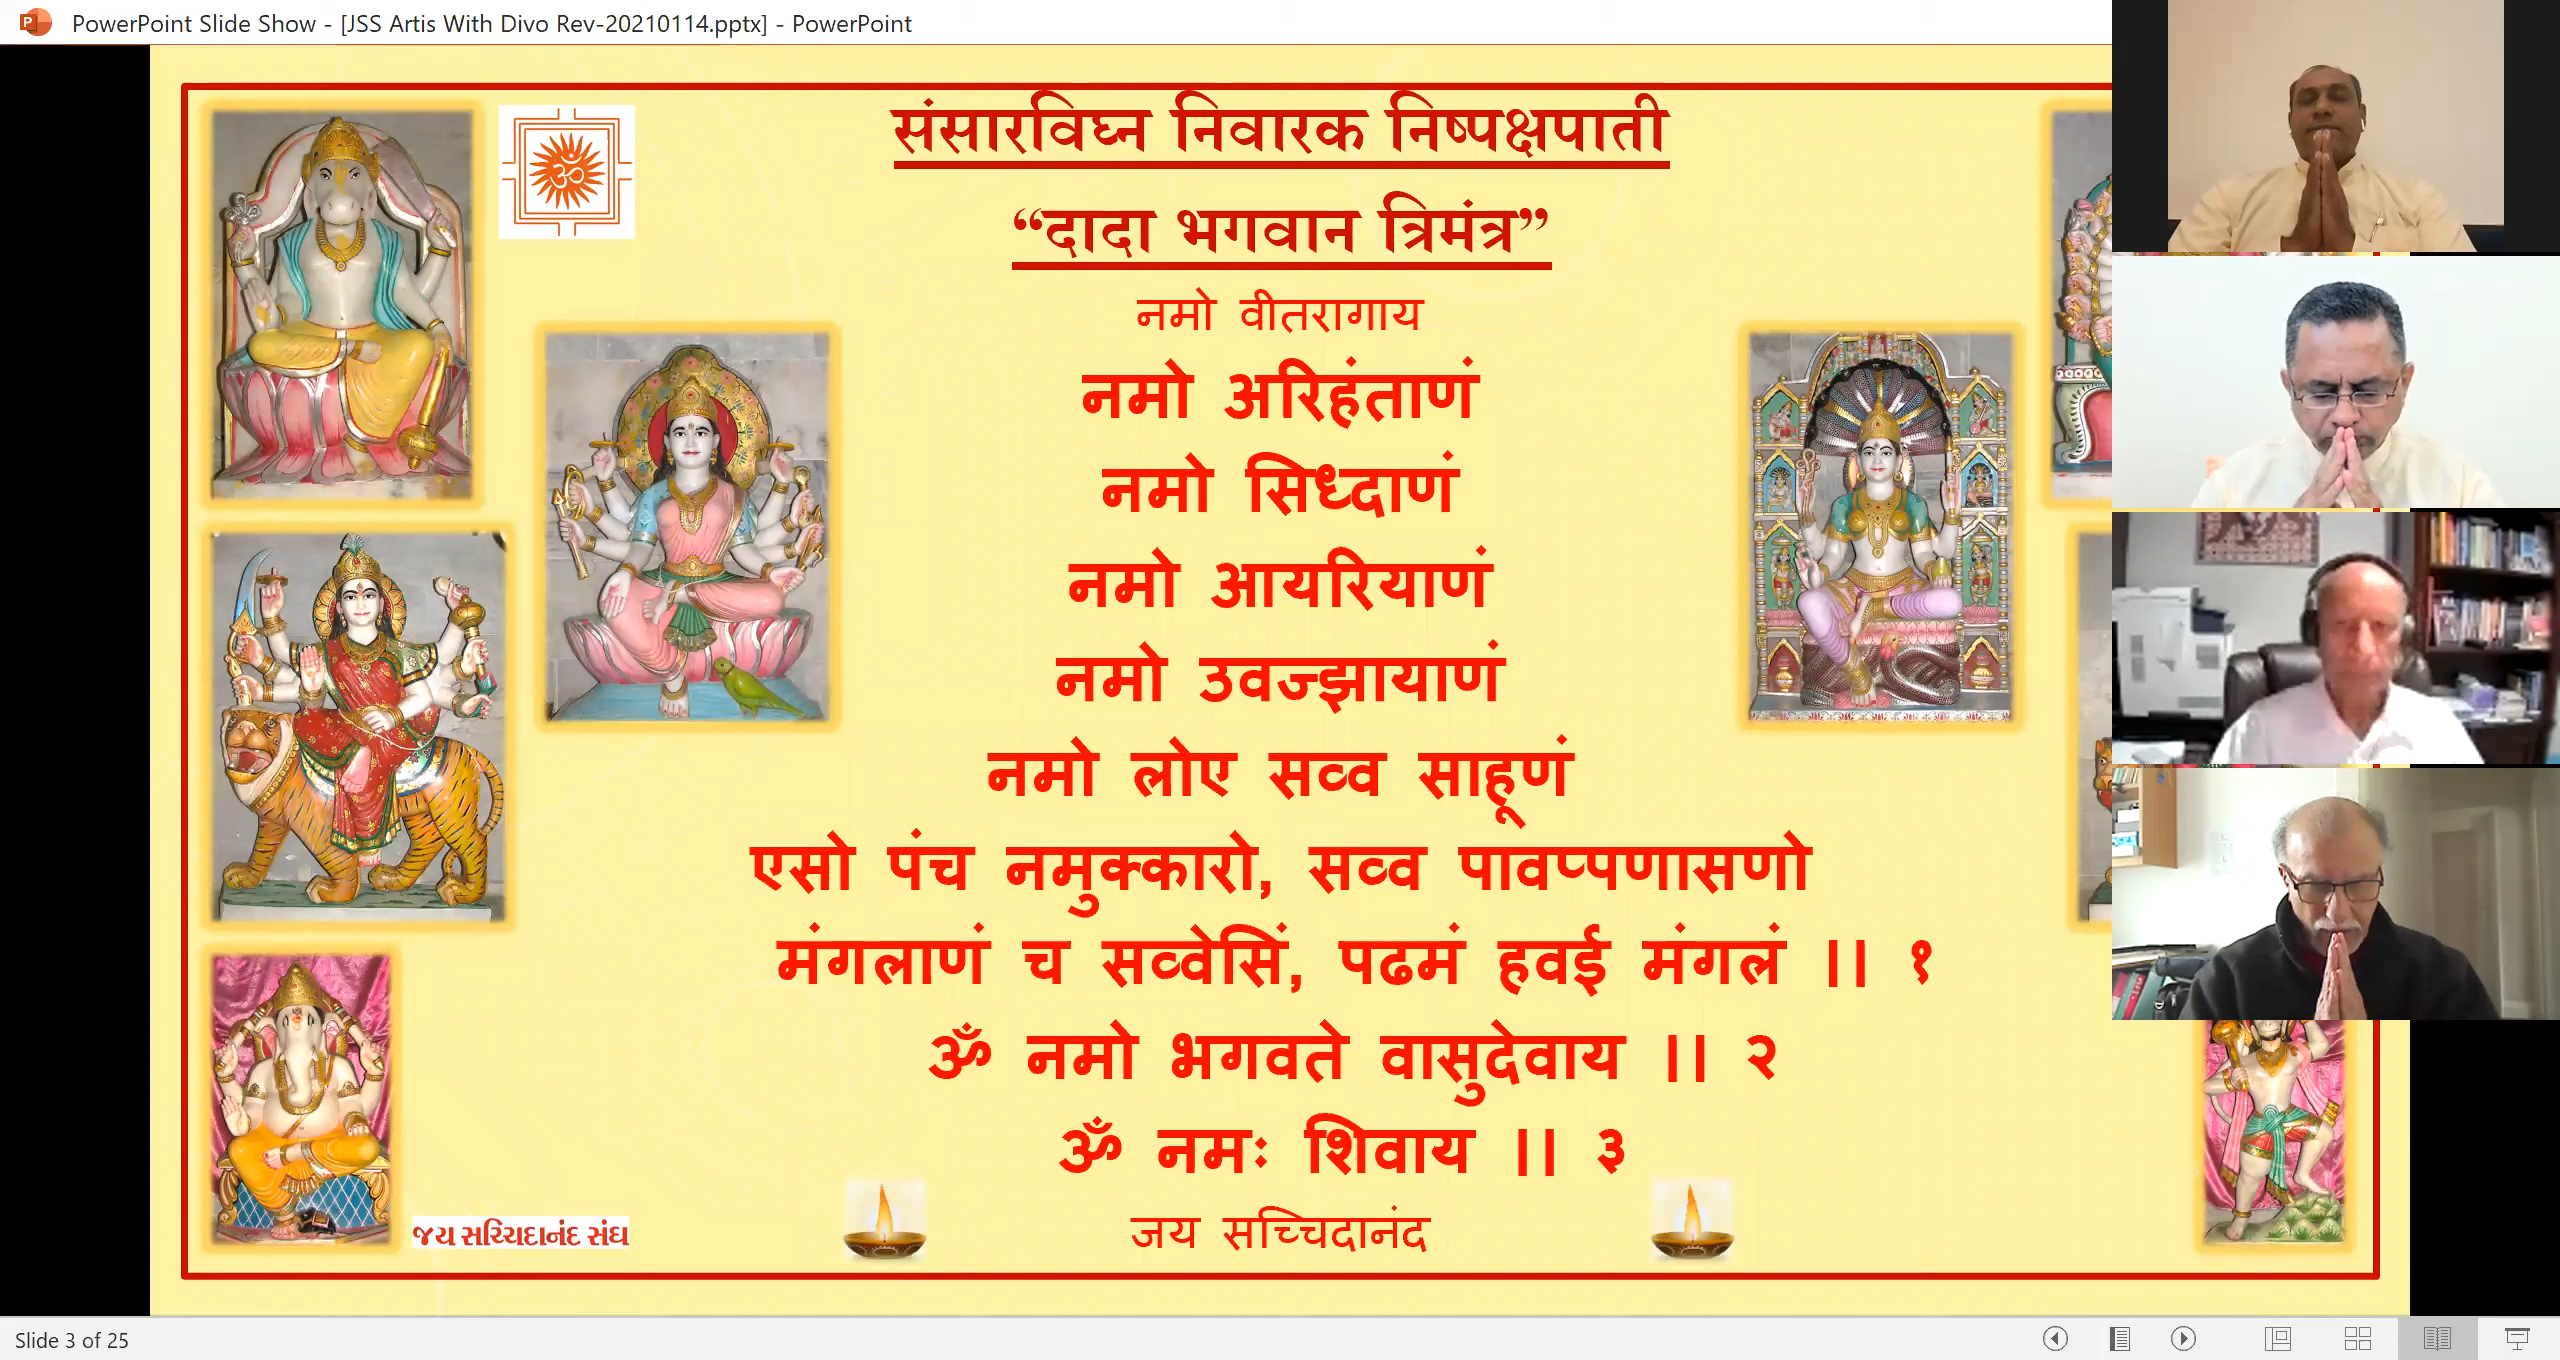 PowerPoint Slide Show - [JSS Artis With Divo Rev-20210114.pptx] - PowerPoint
संसारविघ्न निवारक निष्पक्षपाती
“दादा भगवान त्रिमंत्र”
नमो वीतरागाय
नमो अरिहंताणं
नमो सिध्दाणं
नमो आयरियाणं
नमो उवज्झायाणं
नमो लोए सव्व साहूणं
एसो पंच नमुक्कारो, सव्व पावप्पणासणो
मंगलाणं च सव्वेसिं, पढमं हवई मंगलं ।। १
ॐ नमो भगवते वासुदेवाय ।। २
ॐ नमः शिवाय ।। ३
जय सच्चिदानंद
જય સચ્ચિદાનંદ સંઘ
Slide 3 of 25